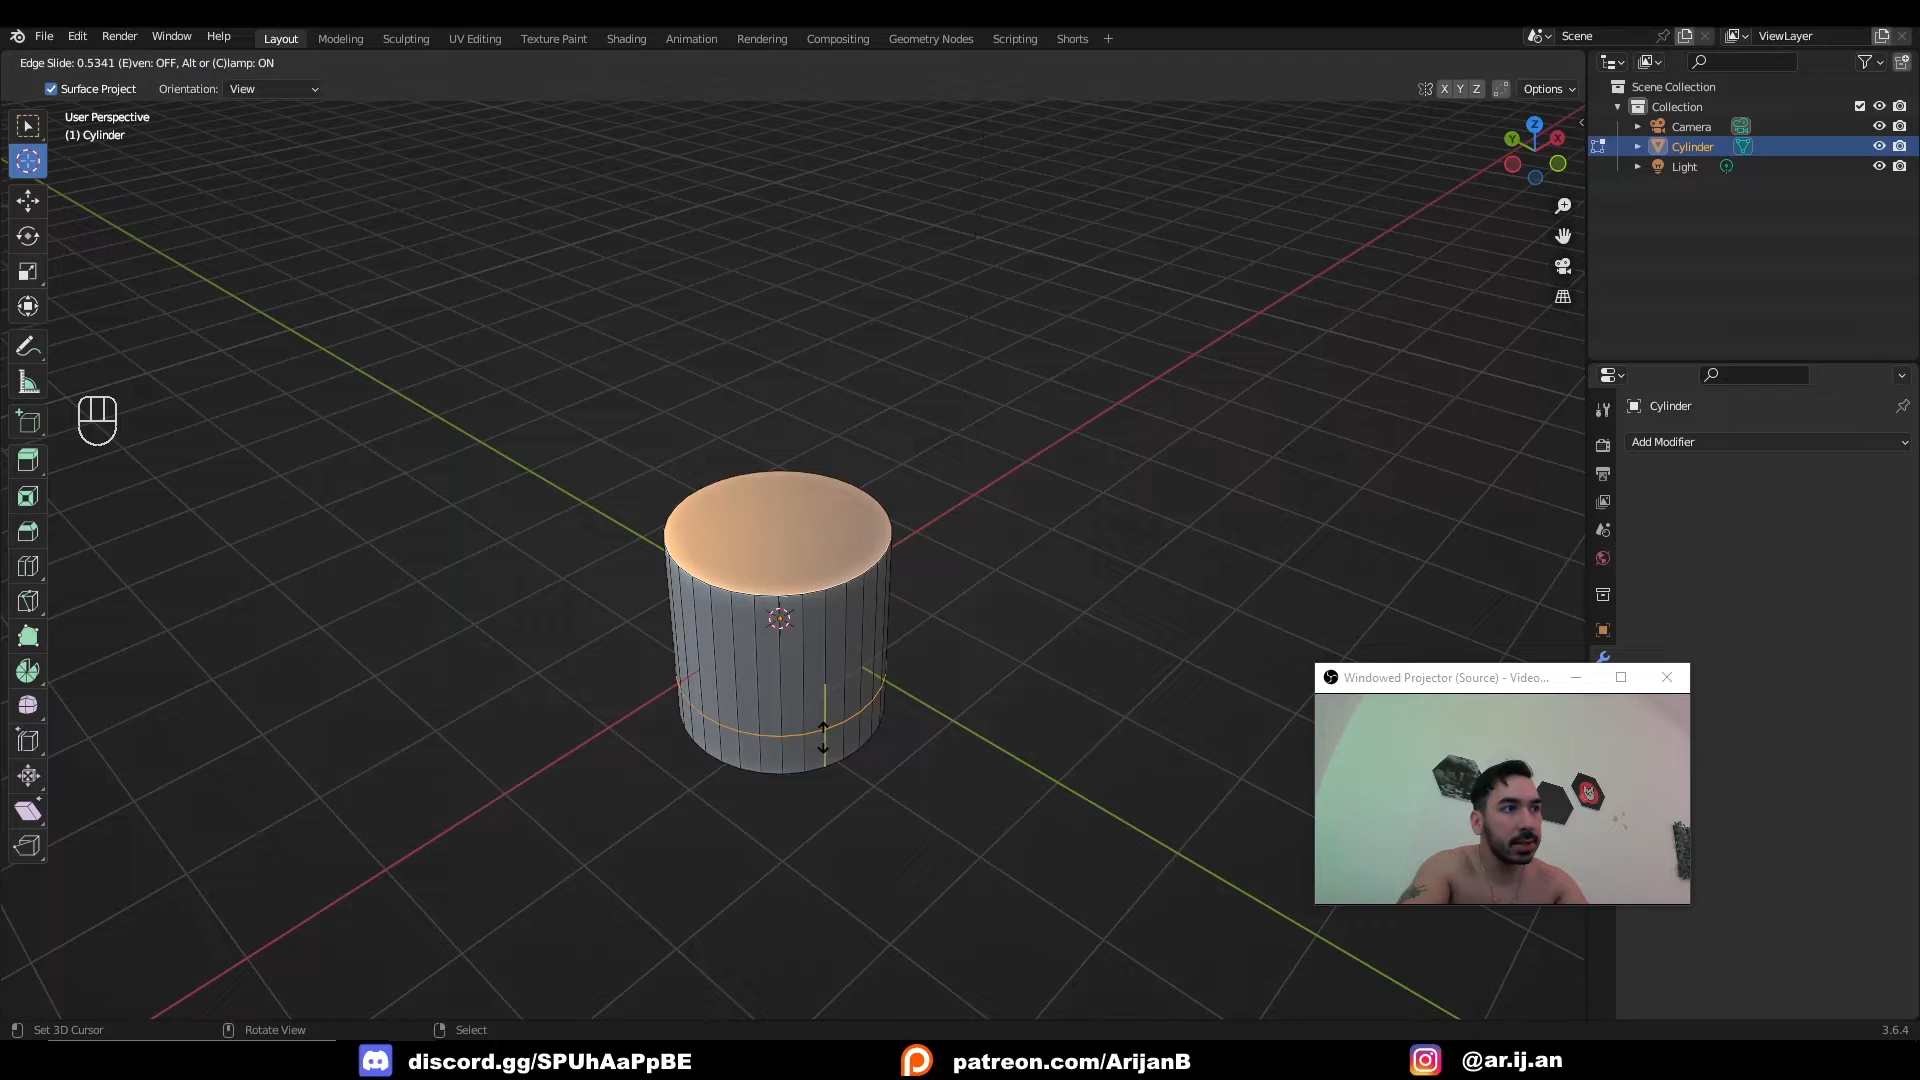 File Edit Render Window Help Layout Modeling Sculpting UV Editing Texture Paint Shading Animation Rendering Compositing Geometry Nodes Scripting Shorts + Scene ViewLayer
Edge Slide: 0.5341 (E)ven: OFF, Alt or (C)lamp: ON
Surface Project Orientation: View X Y Z Options
User Perspective
(1) Cylinder
Z
Y
X
Scene Collection
Collection
Camera
Cylinder
Light
Cylinder
Add Modifier
Windowed Projector (Source) - Video...
Set 3D Cursor Rotate View Select 3.6.4
discord.gg/SPUhAaPpBE patreon.com/ArijanB @ar.ij.an